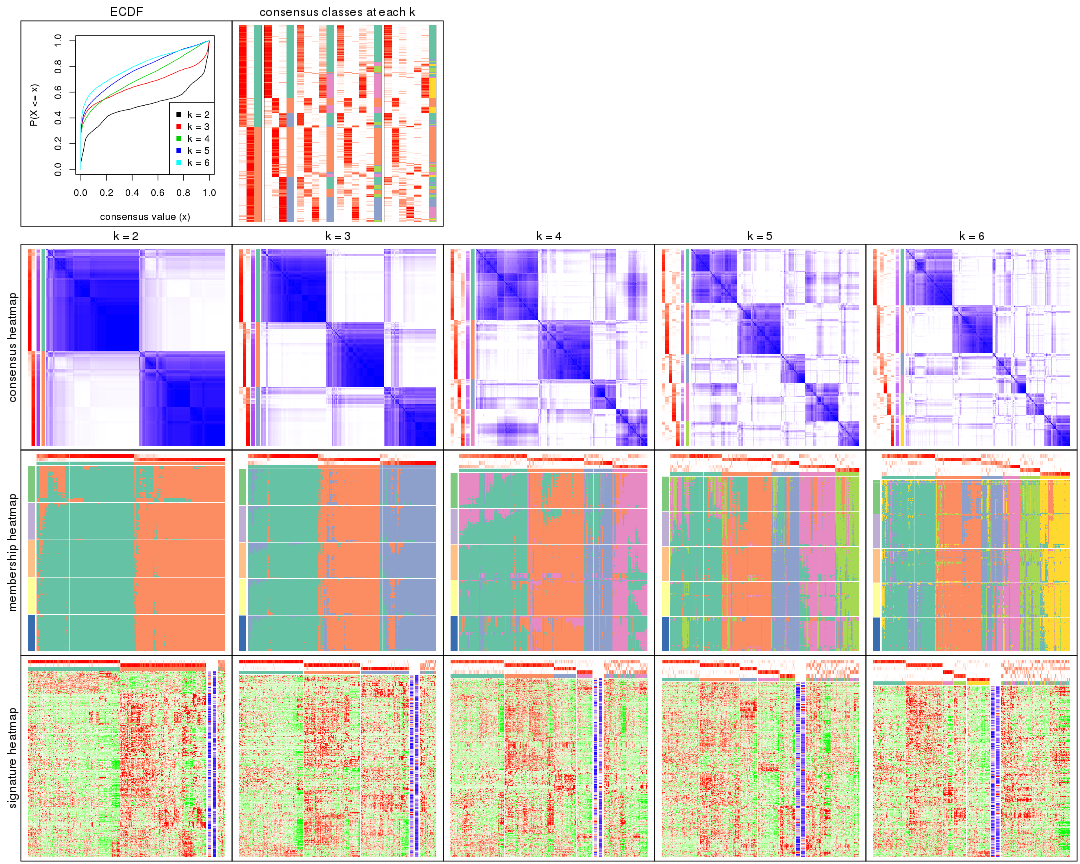 ECDF
consensus classes at each k
P(X <= x)
1.0
0.8
0.6
0.4
0.2
0.0
k = 2
k = 3
k = 4
k = 5
k = 6
0.0 0.2 0.4 0.6 0.8 1.0
consensus value (x)
k = 2 k = 3 k = 4 k = 5 k = 6
consensus heatmap
membership heatmap
signature heatmap